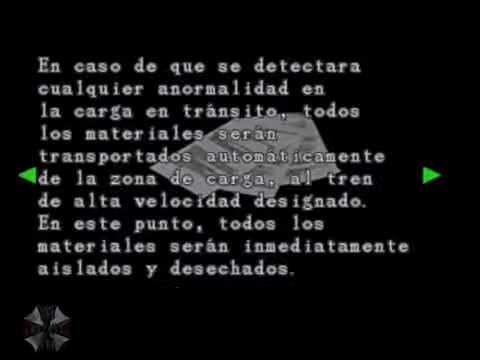 En caso de que se detectara
cualquier anormalidad en
la carga en tránsito, todos
los materiales serán
transportados automáticamente
de la zona de carga, al tren
de alta velocidad designado.
En este punto, todos los
materiales serán inmediatamente
aislados y desechados.